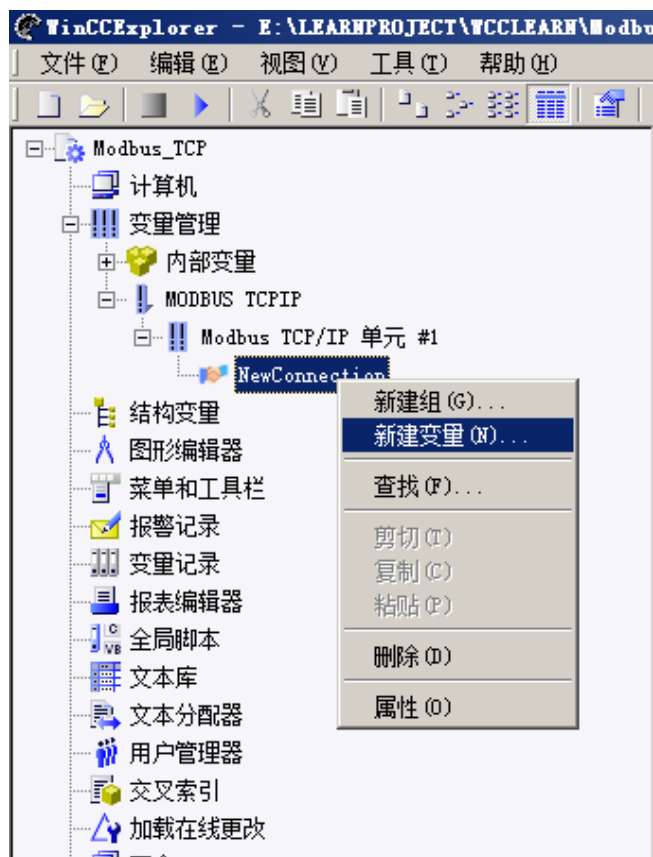 WinCCExplorer - E:\LEARNPROJECT\WCCLEARN\Modbu
文件(F) 编辑(E) 视图(V) 工具(T) 帮助(H)
Modbus_TCP
计算机
变量管理
内部变量
MODBUS TCPIP
Modbus TCP/IP 单元 #1
NewConnection
新建组(G)...
新建变量(N)...
查找(F)...
剪切(T)
复制(C)
粘贴(P)
删除(D)
属性(O)
结构变量
图形编辑器
菜单和工具栏
报警记录
变量记录
报表编辑器
全局脚本
文本库
文本分配器
用户管理器
交叉索引
加载在线更改